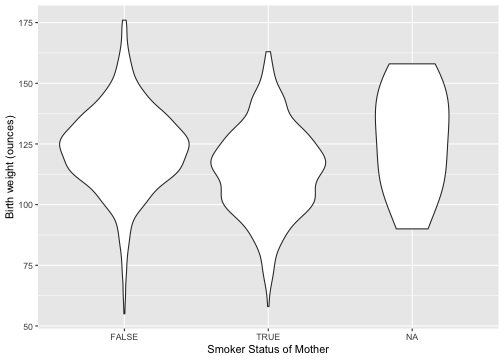 Birth weight (ounces)
175
150
125
100
75
50
FALSE
TRUE
NA
Smoker Status of Mother